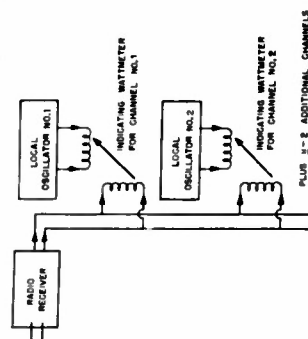 RADIO
RECEIVER
LOCAL
OSCILLATOR NO.1
INDICATING WATTMETER
FOR CHANNEL NO.1
LOCAL
OSCILLATOR NO.2
INDICATING WATTMETER
FOR CHANNEL NO.2
PLUS M-2 ADDITIONAL CHANNELS